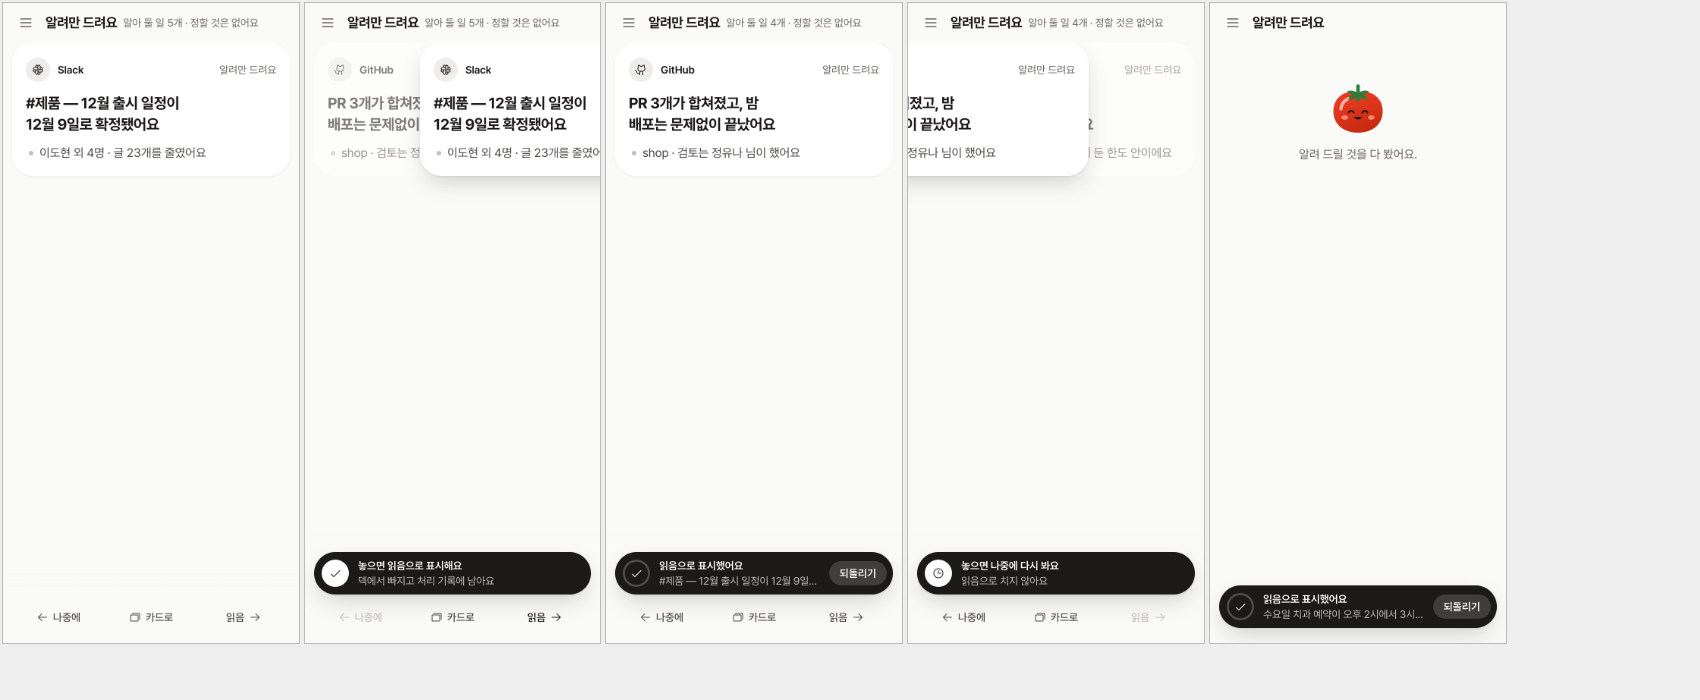 알려만 드려요 알아 둘 일 5개 · 정할 것은 없어요
Slack 알려만 드려요
#제품 — 12월 출시 일정이
12월 9일로 확정됐어요
이도현 외 4명 · 글 23개를 줄였어요
나중에 카드로 읽음
알려만 드려요 알아 둘 일 5개 · 정할 것은 없어요
GitHub
PR 3개가 합쳐졌
배포는 문제없이
shop · 검토는 정
Slack
#제품 — 12월 출시 일정이
12월 9일로 확정됐어요
이도현 외 4명 · 글 23개를 줄였어
놓으면 읽음으로 표시해요
덱에서 빠지고 처리 기록에 남아요
나중에 카드로 읽음
알려만 드려요 알아 둘 일 4개 · 정할 것은 없어요
GitHub 알려만 드려요
PR 3개가 합쳐졌고, 밤
배포는 문제없이 끝났어요
shop · 검토는 정유나 님이 했어요
읽음으로 표시했어요
#제품 — 12월 출시 일정이 12월 9일...
되돌리기
나중에 카드로 읽음
알려만 드려요 알아 둘 일 4개 · 정할 것은 없어요
알려만 드려요
졌고, 밤
이 끝났어요
정유나 님이 했어요
알려만 드려요
요
둔 한도 안이에요
놓으면 나중에 다시 봐요
읽음으로 치지 않아요
나중에 카드로 읽음
알려만 드려요
알려 드릴 것을 다 봤어요.
읽음으로 표시했어요
수요일 치과 예약이 오후 2시에서 3시...
되돌리기